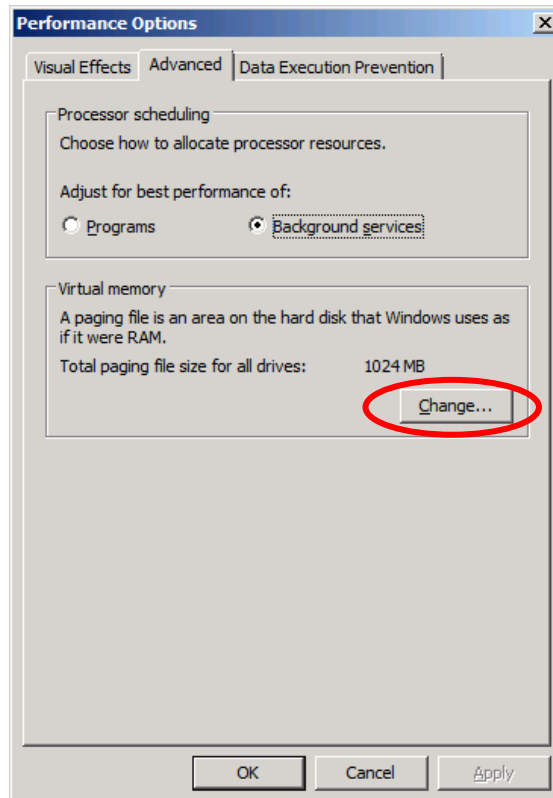 Performance Options
Visual Effects Advanced Data Execution Prevention
Processor scheduling
Choose how to allocate processor resources.
Adjust for best performance of:
Programs Background services
Virtual memory
A paging file is an area on the hard disk that Windows uses as
if it were RAM.
Total paging file size for all drives: 1024 MB
Change...
OK Cancel Apply